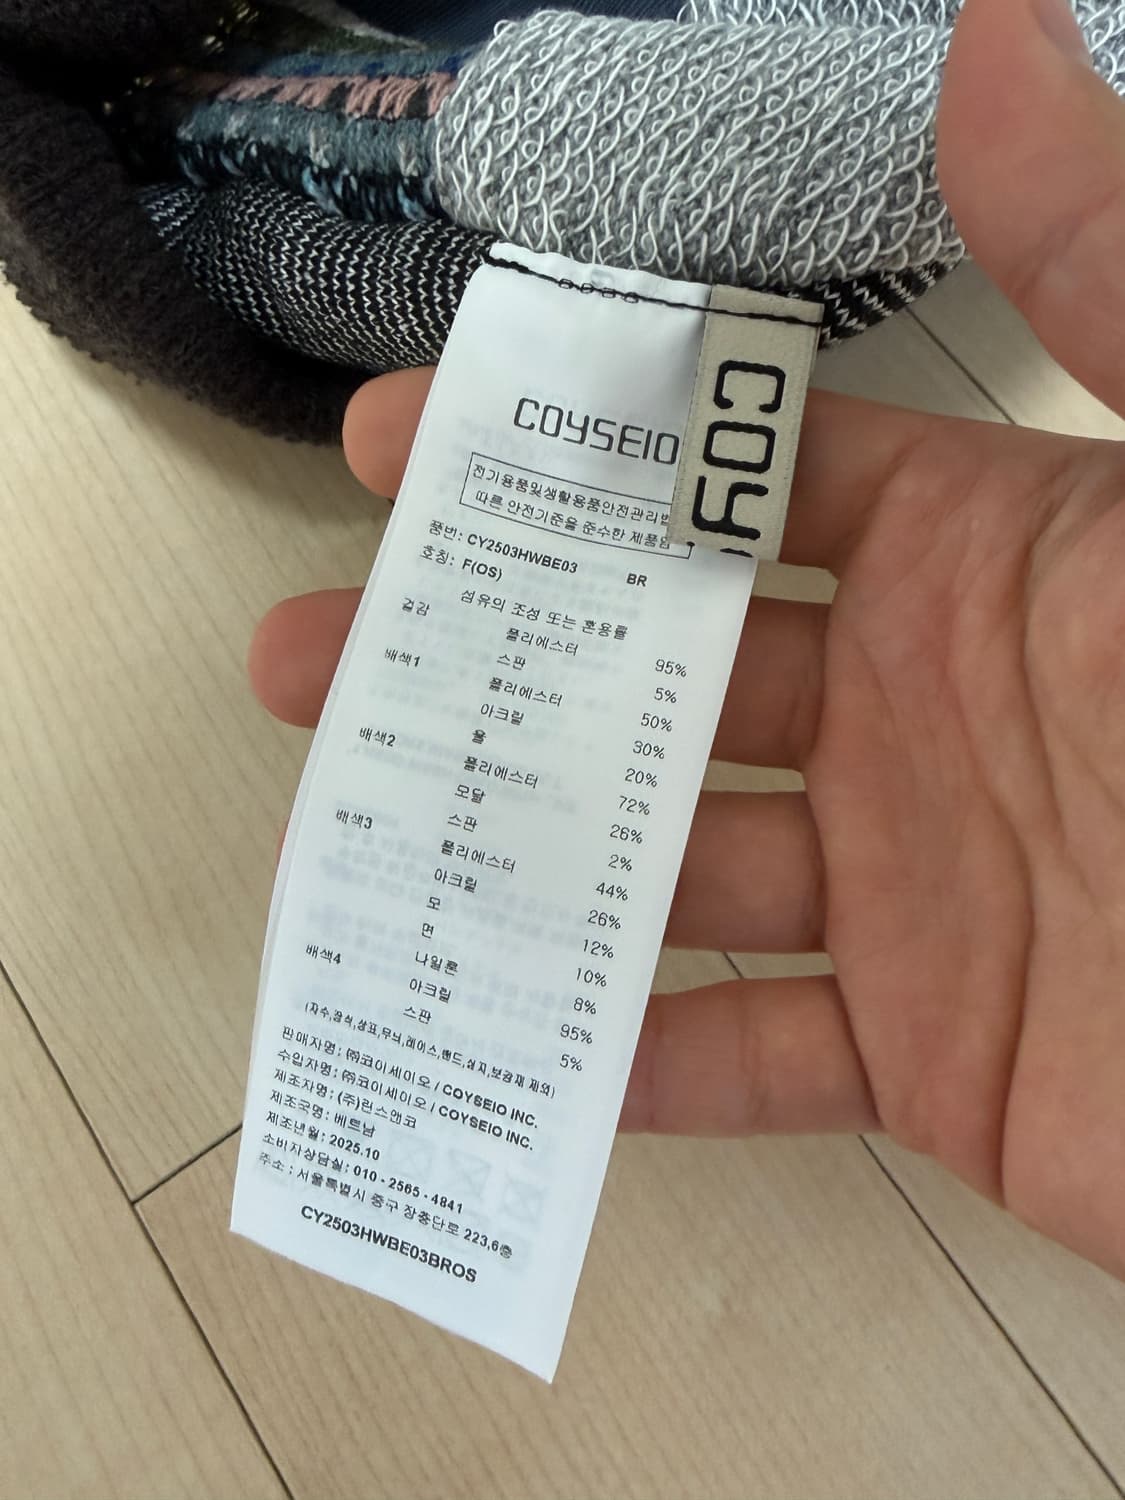 COYSEIO
COY
전기용품및생활용품안전관리법
따른 안전기준을 준수한 제품임
품번: CY2503HWBE03 BR
호칭: F(OS)
섬유의 조성 또는 혼용률
겉감 폴리에스터 95%
스판 5%
배색1 폴리에스터 50%
아크릴 30%
울 20%
배색2 폴리에스터 72%
모달 26%
스판 2%
배색3 폴리에스터 44%
아크릴 26%
모 12%
면 10%
나일론 8%
배색4 아크릴 95%
스판 5%
(자수,장식,상표,무늬,레이스,밴드,심지,보강재 제외)
판매자명: ㈜코이세이오 / COYSEIO INC.
수입자명: ㈜코이세이오 / COYSEIO INC.
제조자명: (주)린스앤코
제조국명: 베트남
제조년월: 2025.10
소비자상담실: 010 - 2565 - 4841
주소 : 서울특별시 중구 장충단로 223,6층
CY2503HWBE03BROS